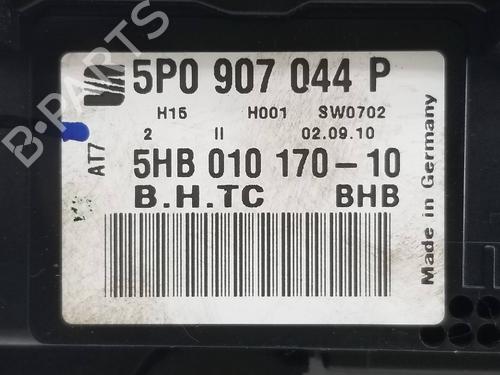 5P0 907 044 P
H15 H001 SW0702
2 II 02.09.10
AT7
5HB 010 170-10
B.H.TC BHB
Made in Germany
B-PARTS